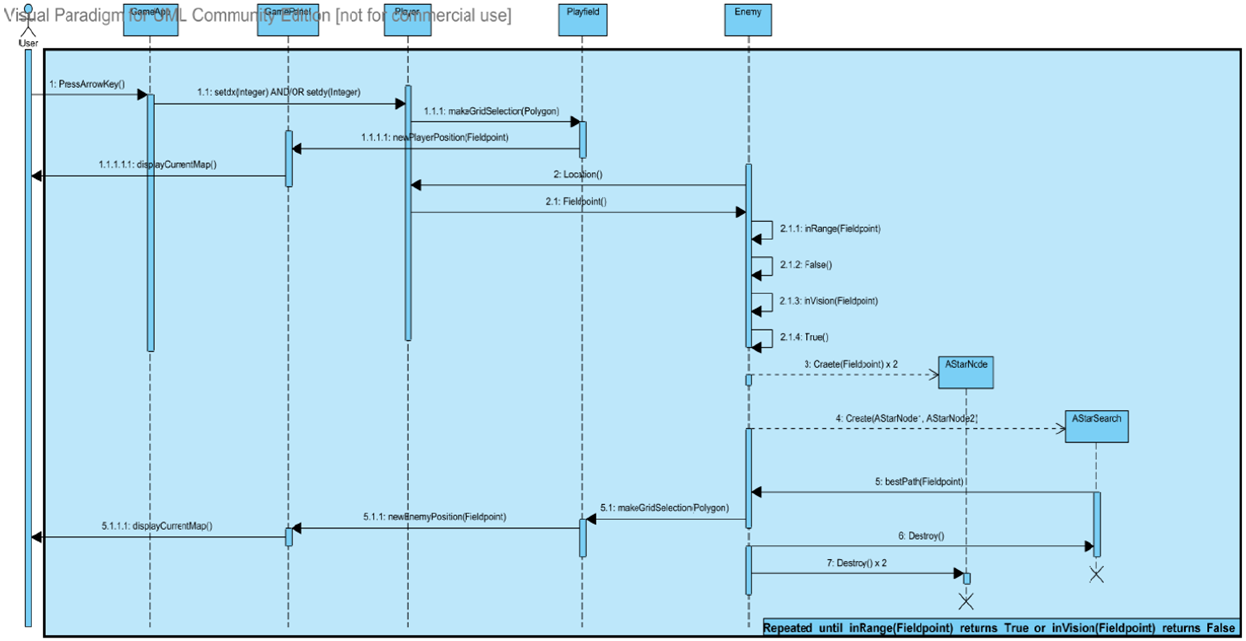 Visual Paradigm for UML Community Edition [not for commercial use]
GameApp
GamePanel
Player
Playfield
Enemy
User
1: PressArrowKey()
1.1: setdx(Integer) AND/OR setdy(Integer)
1.1.1: makeGridSelection(Polygon)
1.1.1.1: newPlayerPosition(Fieldpoint)
1.1.1.1.1: displayCurrentMap()
2: Location()
2.1: Fieldpoint()
2.1.1: inRange(Fieldpoint)
2.1.2: False()
2.1.3: inVision(Fieldpoint)
2.1.4: True()
3: Craete(Fieldpoint) x 2
AStarNode
4: Create(AStarNode1, AStarNode2)
AStarSearch
5: bestPath(Fieldpoint)
5.1: makeGridSelection(Polygon)
5.1.1: newEnemyPosition(Fieldpoint)
5.1.1.1: displayCurrentMap()
6: Destroy()
7: Destroy() x 2
Repeated until inRange(Fieldpoint) returns True or inVision(Fieldpoint) returns False